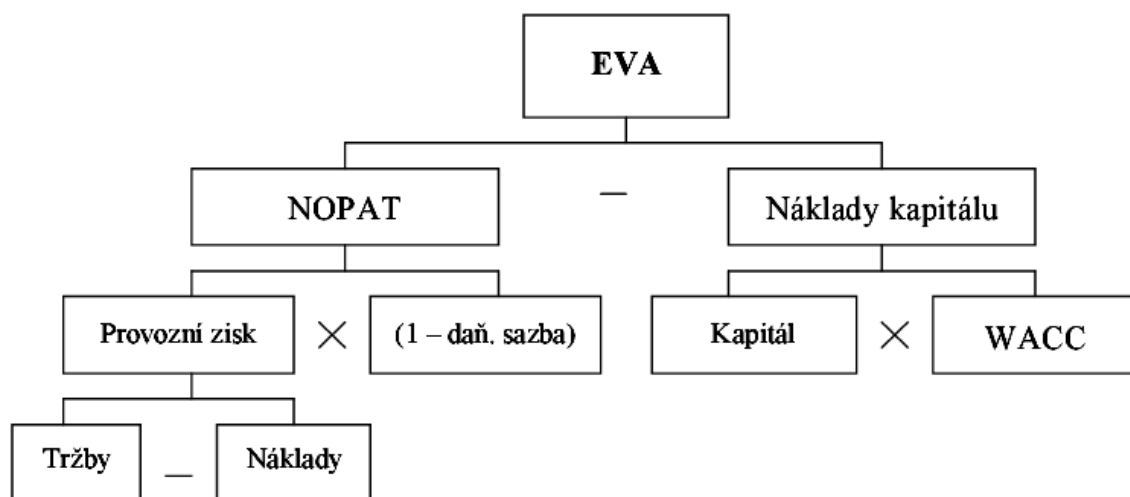 EVA
NOPAT – Náklady kapitálu
Provozní zisk × (1 – daň. sazba) Kapitál × WACC
Tržby – Náklady